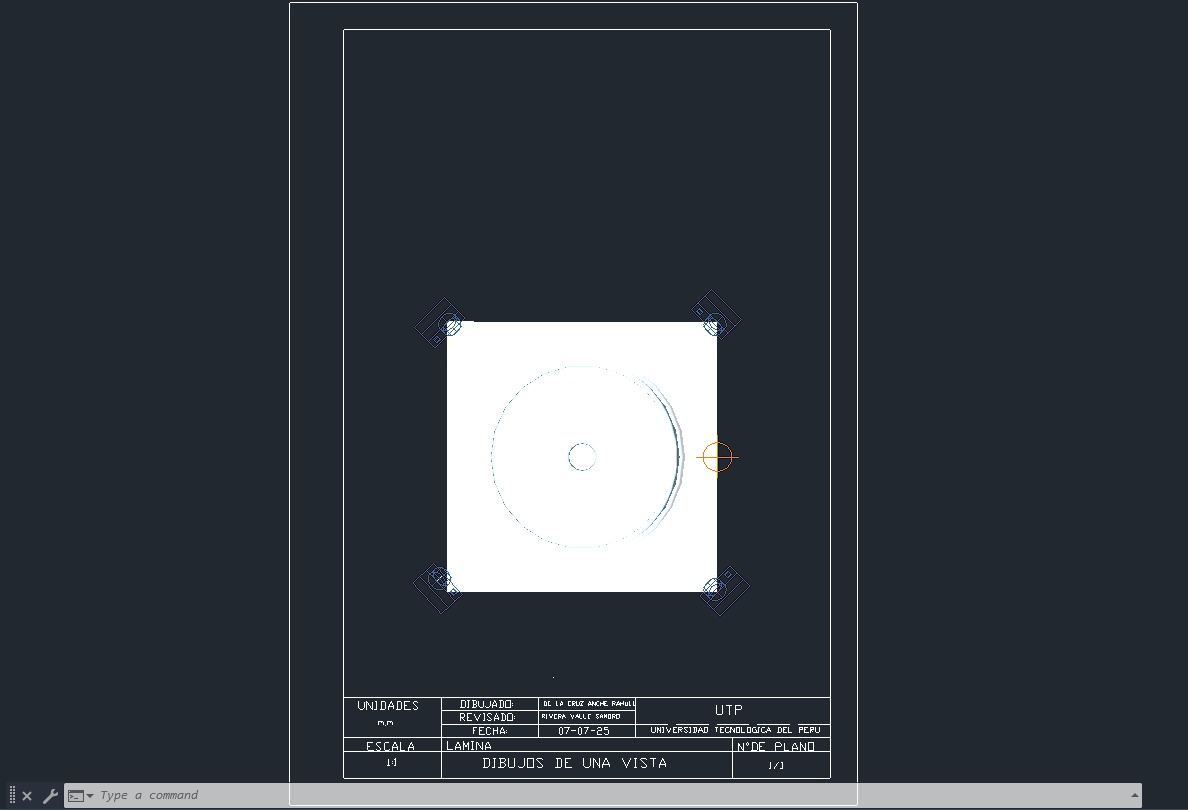 UNIDADES
m.m
DIBUJADO:
DE LA CRUZ ANCHE RAHULL
REVISADO:
RIVERA VALLE SANDRO
FECHA:
07-07-25
UTP
UNIVERSIDAD TECNOLOGICA DEL PERU
ESCALA
1:1
LAMINA
DIBUJOS DE UNA VISTA
N°DE PLANO
1/1
Type a command